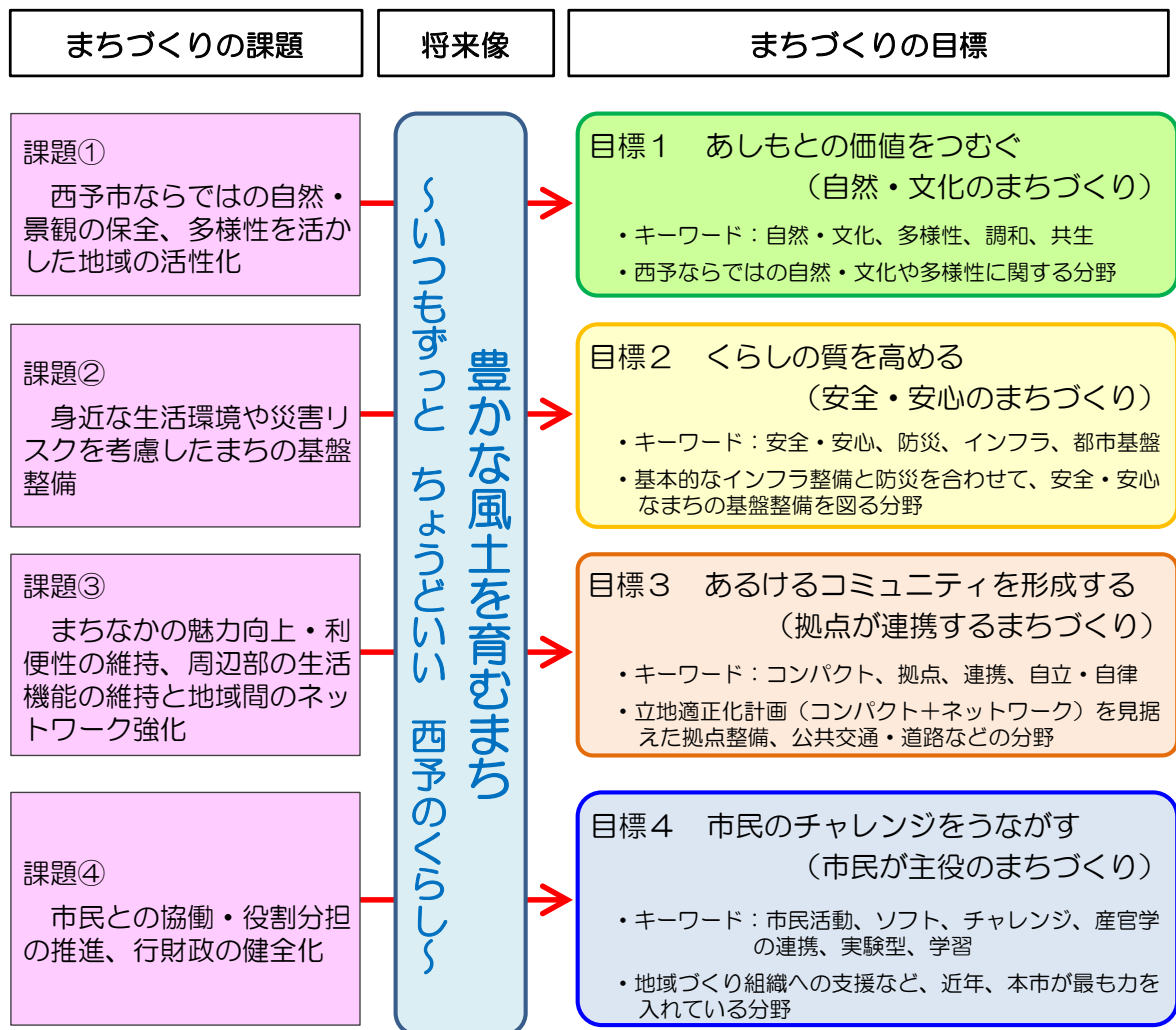 まちづくりの課題
将来像
まちづくりの目標
課題①
西予市ならではの自然・
景観の保全、多様性を活か
した地域の活性化
課題②
身近な生活環境や災害リ
スクを考慮したまちの基盤
整備
課題③
まちなかの魅力向上・利
便性の維持、周辺部の生活
機能の維持と地域間のネッ
トワーク強化
課題④
市民との協働・役割分担
の推進、行財政の健全化
豊かな風土を育むまち
～いつもずっと ちょうどいい 西予のくらし～
目標１ あしもとの価値をつむぐ
（自然・文化のまちづくり）
・キーワード：自然・文化、多様性、調和、共生
・西予ならではの自然・文化や多様性に関する分野
目標２ くらしの質を高める
（安全・安心のまちづくり）
・キーワード：安全・安心、防災、インフラ、都市基盤
・基本的なインフラ整備と防災を合わせて、安全・安心
なまちの基盤整備を図る分野
目標３ あるけるコミュニティを形成する
（拠点が連携するまちづくり）
・キーワード：コンパクト、拠点、連携、自立・自律
・立地適正化計画（コンパクト＋ネットワーク）を見据
えた拠点整備、公共交通・道路などの分野
目標４ 市民のチャレンジをうながす
（市民が主役のまちづくり）
・キーワード：市民活動、ソフト、チャレンジ、産官学
の連携、実験型、学習
・地域づくり組織への支援など、近年、本市が最も力を
入れている分野